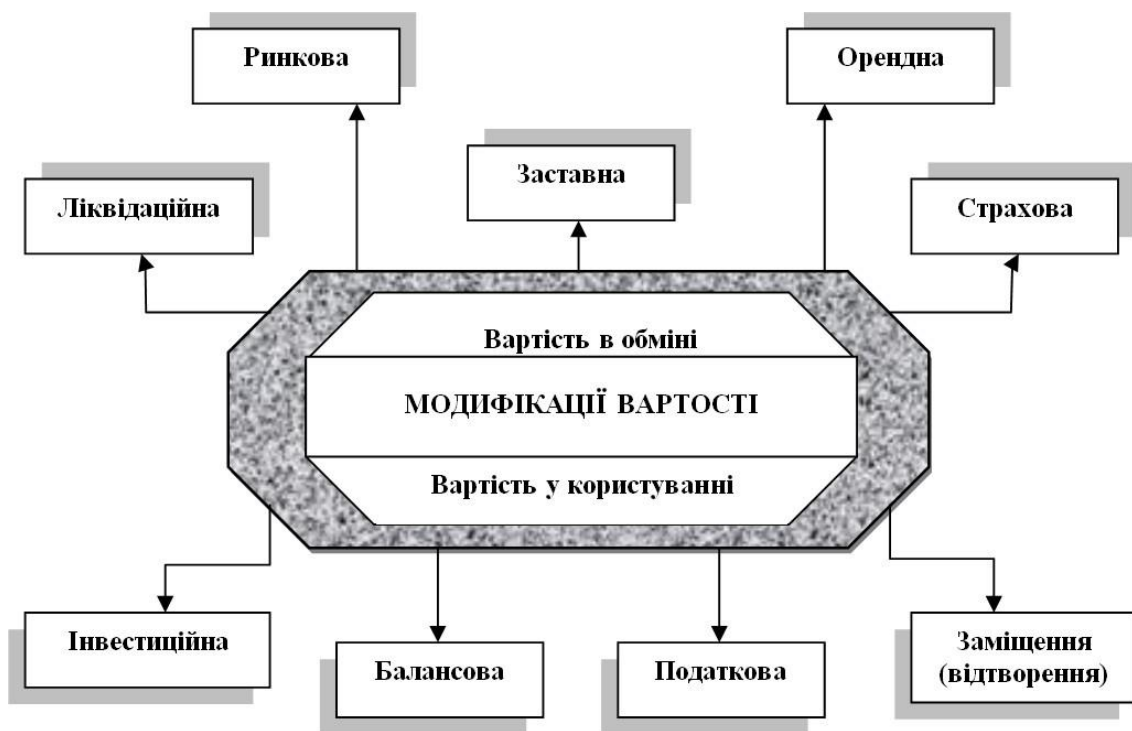 Ринкова
Орендна
Заставна
Ліквідаційна
Страхова
Вартість в обміні
МОДИФІКАЦІЇ ВАРТОСТІ
Вартість у користуванні
Інвестиційна
Балансова
Податкова
Заміщення
(відтворення)